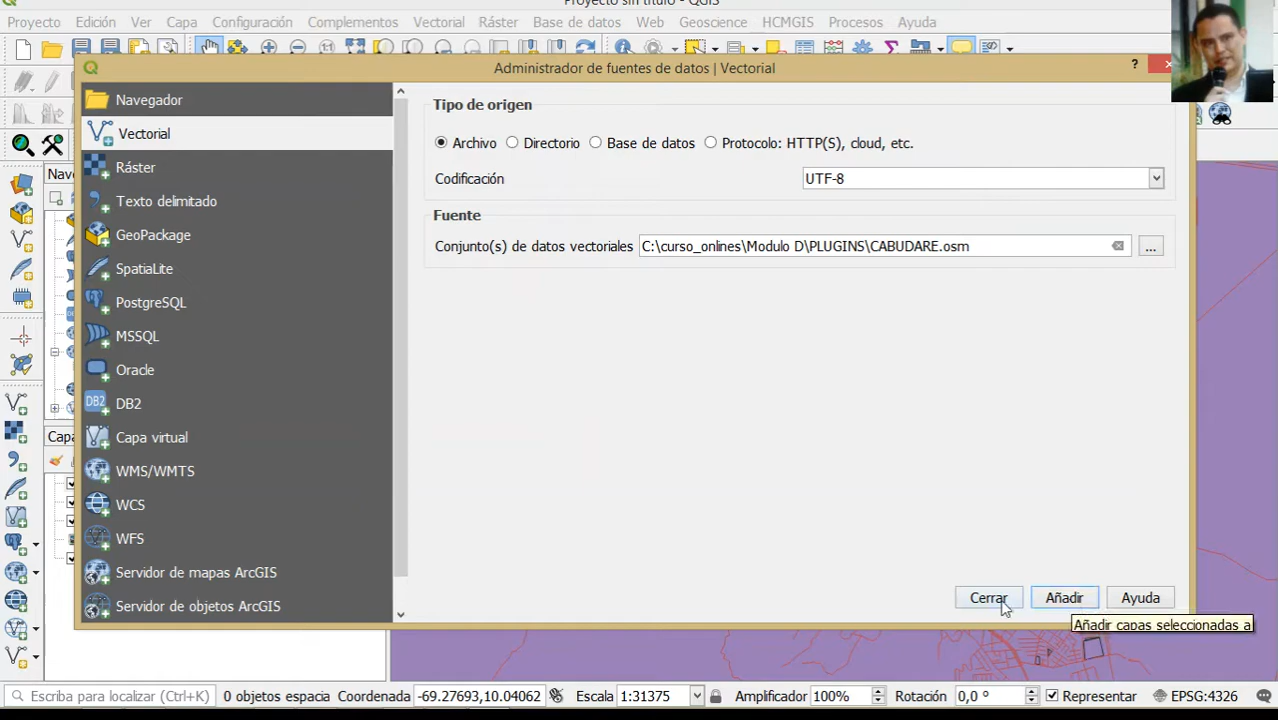 Proyecto sin título - QGIS
Proyecto Edición Ver Capa Configuración Complementos Vectorial Ráster Base de datos Web Geoscience HCMGIS Procesos Ayuda
Administrador de fuentes de datos | Vectorial
?
Navegador
Vectorial
Ráster
Texto delimitado
GeoPackage
SpatiaLite
PostgreSQL
MSSQL
Oracle
DB2
DB2
Capa virtual
WMS/WMTS
WCS
WFS
Servidor de mapas ArcGIS
Servidor de objetos ArcGIS
Tipo de origen
Archivo Directorio Base de datos Protocolo: HTTP(S), cloud, etc.
Codificación UTF-8
Fuente
Conjunto(s) de datos vectoriales C:\curso_onlines\Modulo D\PLUGINS\CABUDARE.osm ...
Cerrar Añadir Ayuda
Añadir capas seleccionadas a
Nave
Capa
Escriba para localizar (Ctrl+K) 0 objetos espacia Coordenada -69.27693,10.04062 Escala 1:31375 Amplificador 100% Rotación 0,0 ° Representar EPSG:4326